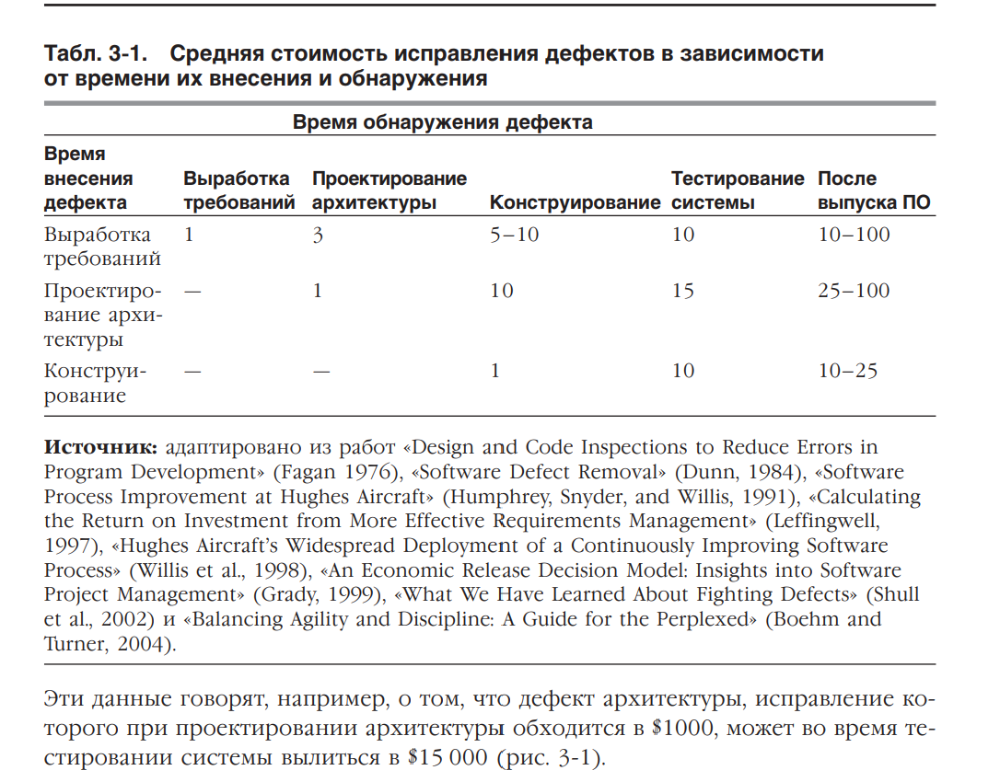 Табл. 3-1. Средняя стоимость исправления дефектов в зависимости
от времени их внесения и обнаружения
Время обнаружения дефекта
Время
внесения Выработка Проектирование Тестирование После
дефекта требований архитектуры Конструирование системы выпуска ПО
Выработка 1 3 5–10 10 10–100
требований
Проектиро- — 1 10 15 25–100
вание архи-
тектуры
Конструи- — — 1 10 10–25
рование
Источник: адаптировано из работ «Design and Code Inspections to Reduce Errors in
Program Development» (Fagan 1976), «Software Defect Removal» (Dunn, 1984), «Software
Process Improvement at Hughes Aircraft» (Humphrey, Snyder, and Willis, 1991), «Calculating
the Return on Investment from More Effective Requirements Management» (Leffingwell,
1997), «Hughes Aircraft’s Widespread Deployment of a Continuously Improving Software
Process» (Willis et al., 1998), «An Economic Release Decision Model: Insights into Software
Project Management» (Grady, 1999), «What We Have Learned About Fighting Defects» (Shull
et al., 2002) и «Balancing Agility and Discipline: A Guide for the Perplexed» (Boehm and
Turner, 2004).
Эти данные говорят, например, о том, что дефект архитектуры, исправление ко-
торого при проектировании архитектуры обходится в $1000, может во время те-
стировании системы вылиться в $15 000 (рис. 3-1).